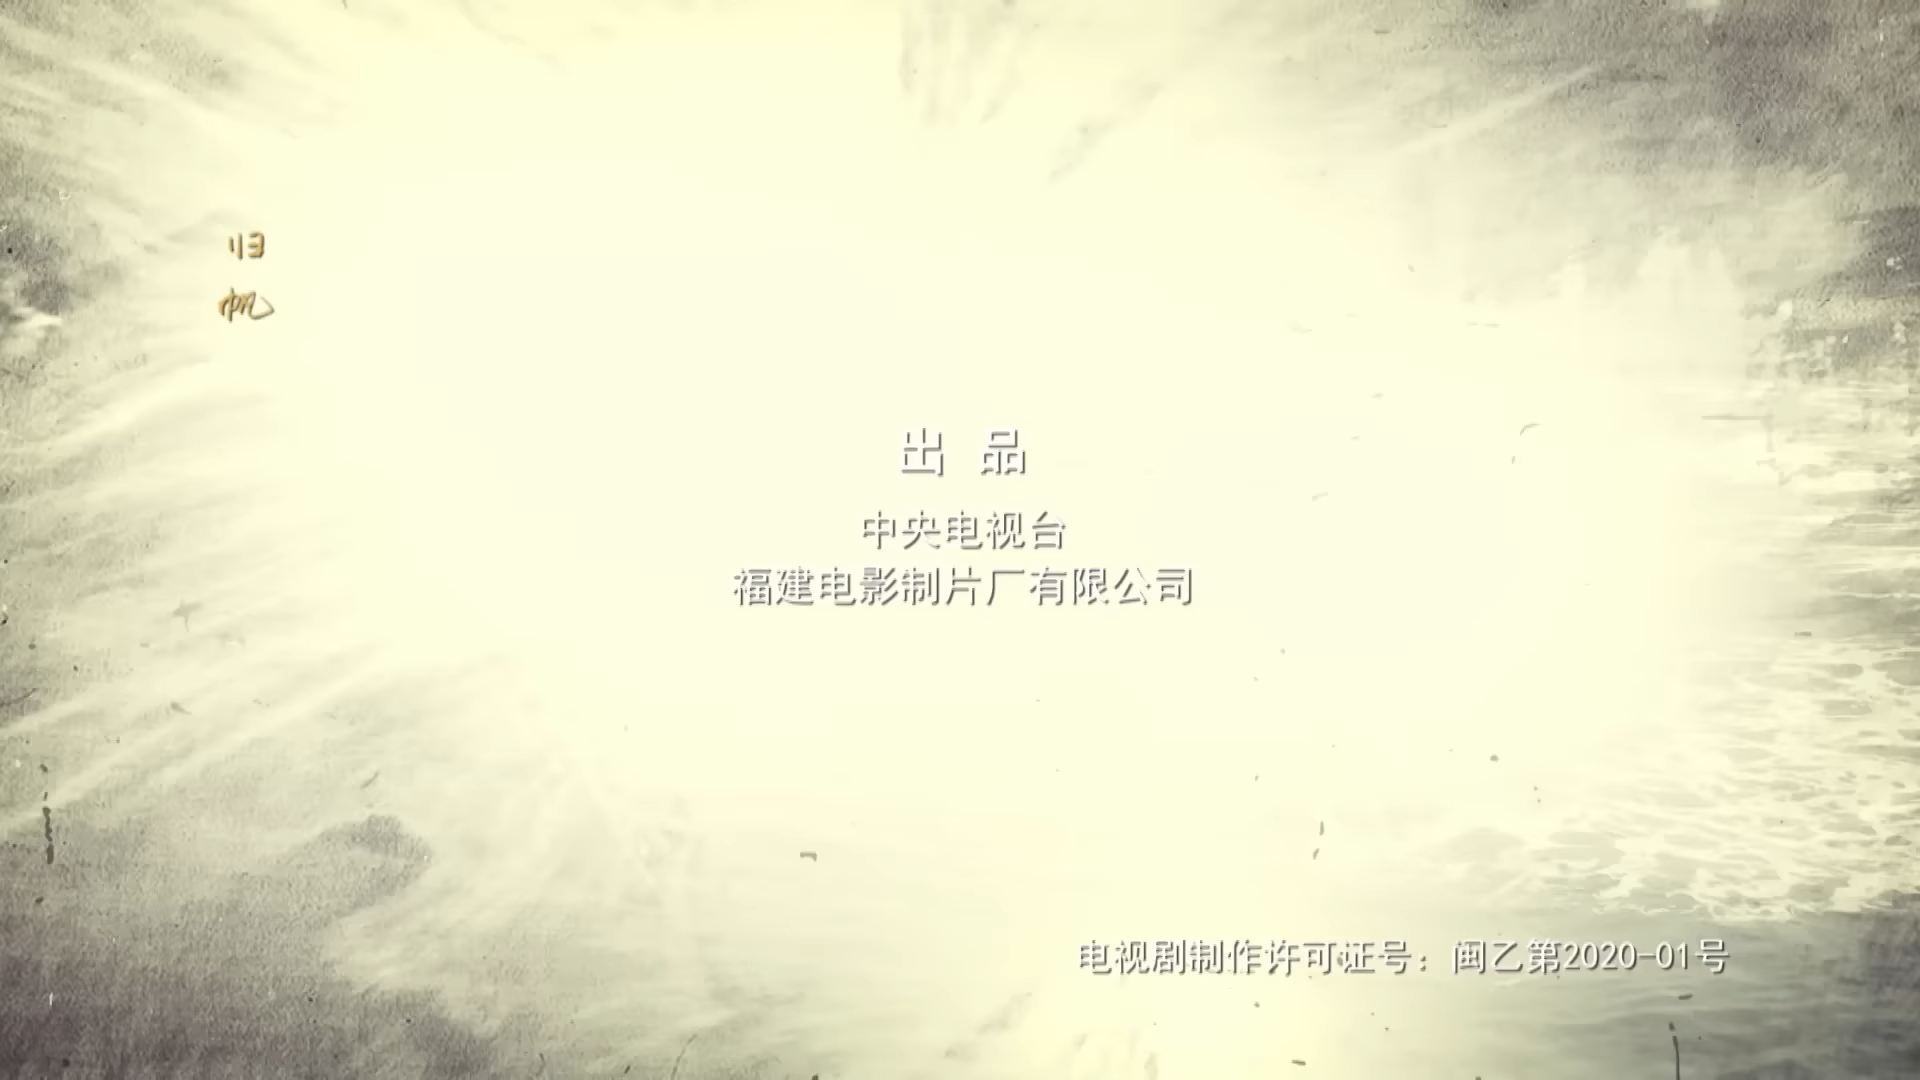 归
帆
出 品
中央电视台
福建电影制片厂有限公司
电视剧制作许可证号：闽乙第2020-01号